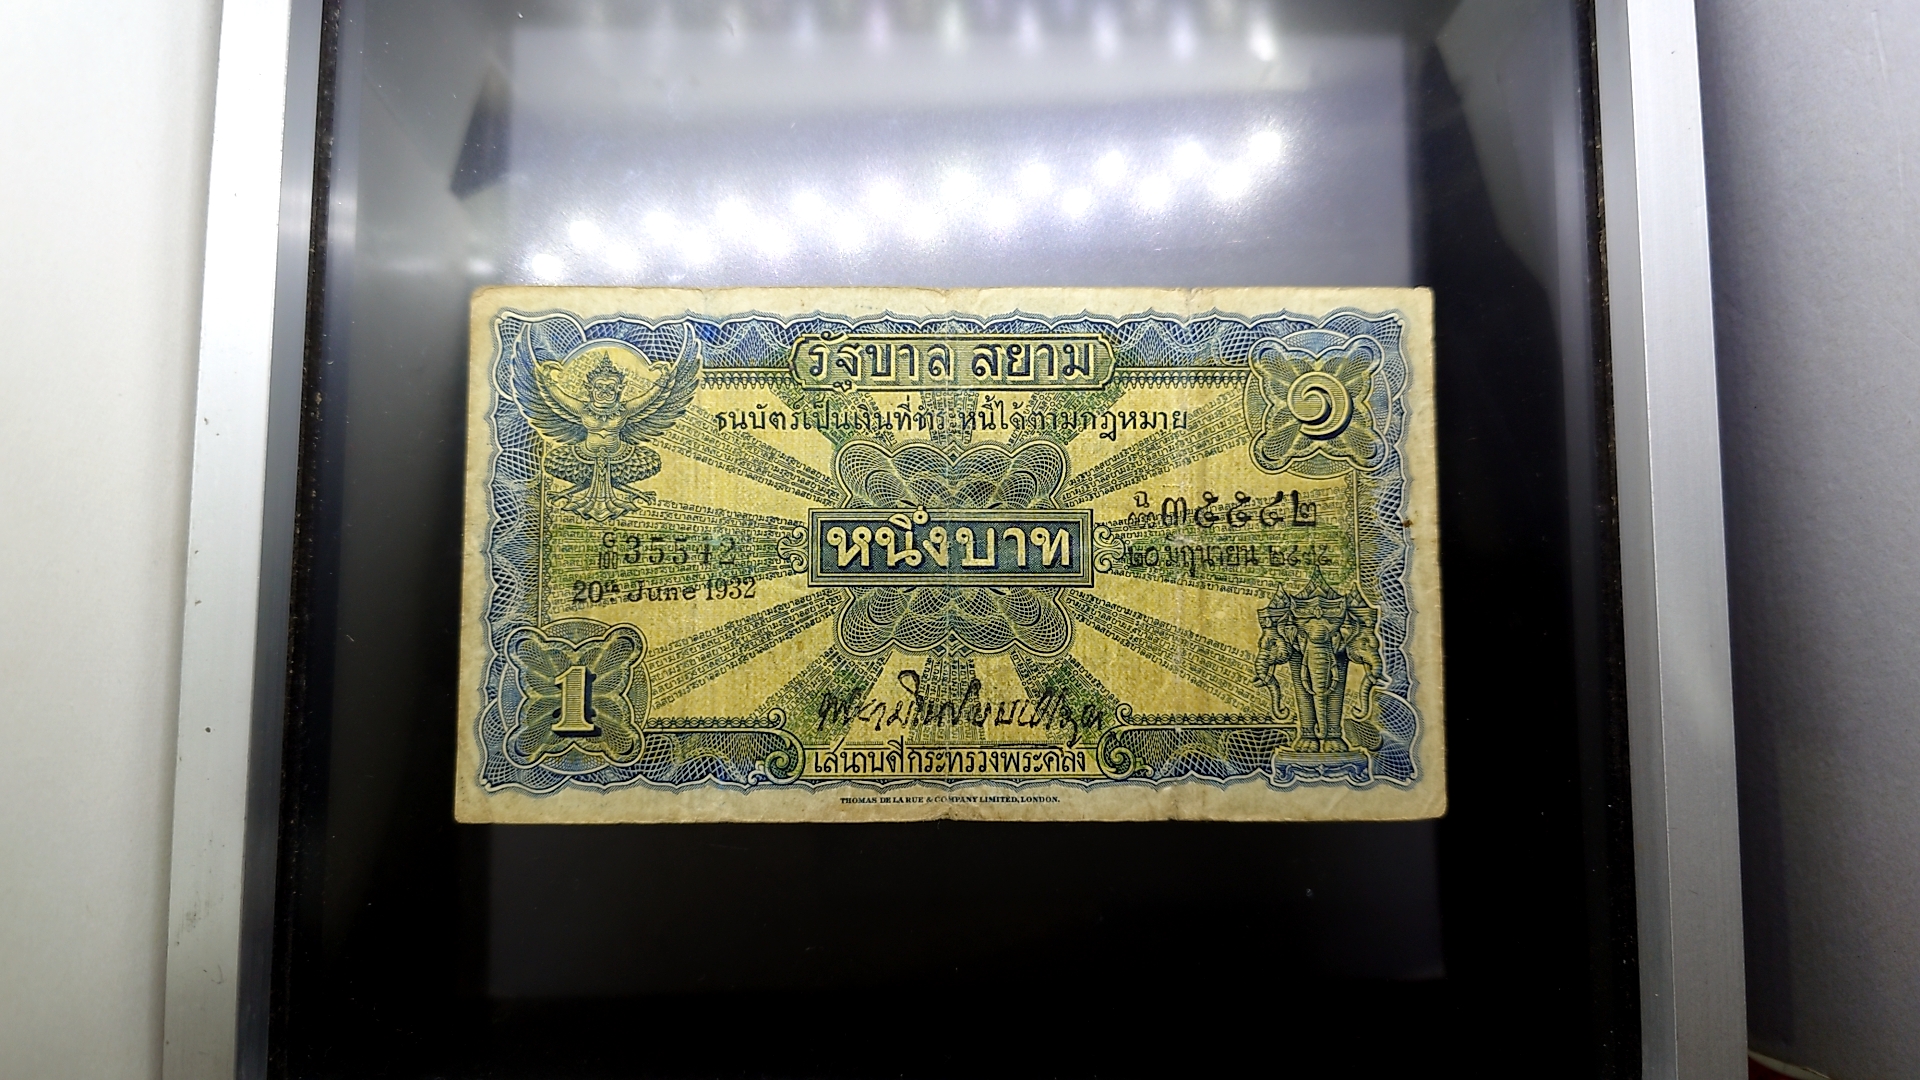 รัฐบาล สยาม
๑
ธนบัตร์เป็นเงินที่ชำระหนี้ได้ตามกฎหมาย
๓๕๕๔๒
35542
หนึ่งบาท
๒๐ มิถุนายน ๒๔๗๕
20th June 1932
1
เสนาบดีกระทรวงพระคลัง
THOMAS DE LA RUE & COMPANY LIMITED, LONDON.